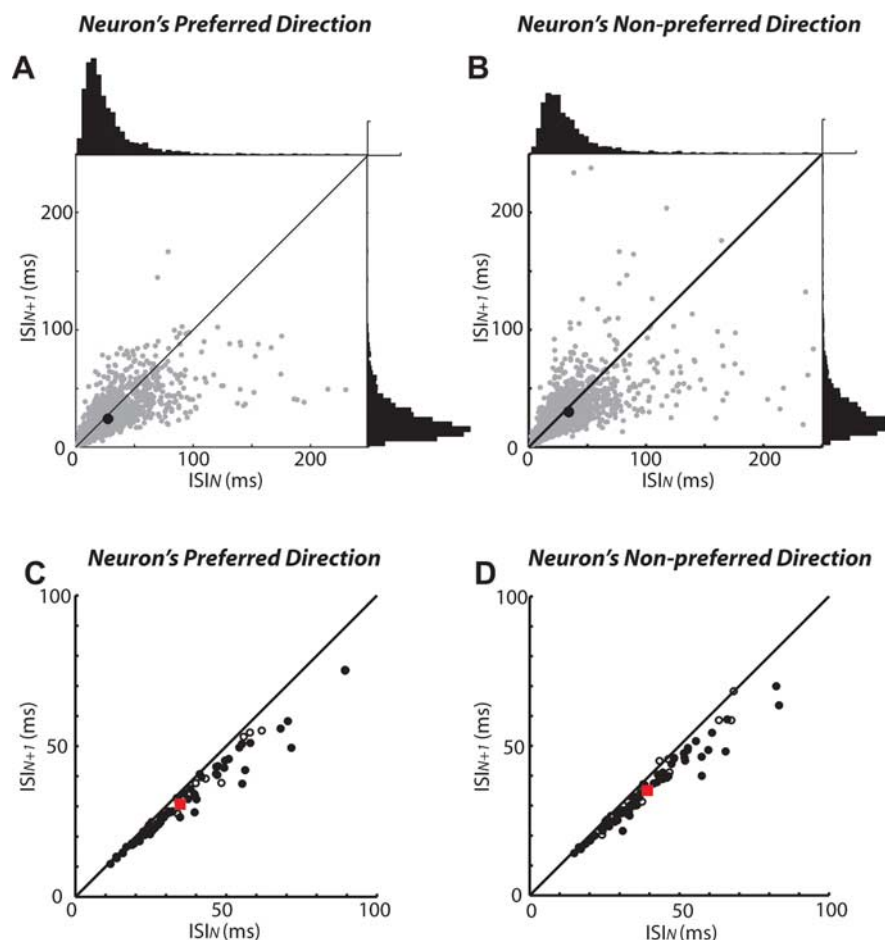 Neuron's Preferred Direction
Neuron's Non-preferred Direction
A
B
200
100
0
ISIN+1 (ms)
0
100
200
ISIN (ms)
200
100
0
ISIN+1 (ms)
0
100
200
ISIN (ms)
Neuron's Preferred Direction
Neuron's Non-preferred Direction
C
D
100
50
0
ISIN+1 (ms)
0
50
100
ISIN (ms)
100
50
0
ISIN+1 (ms)
0
50
100
ISIN (ms)